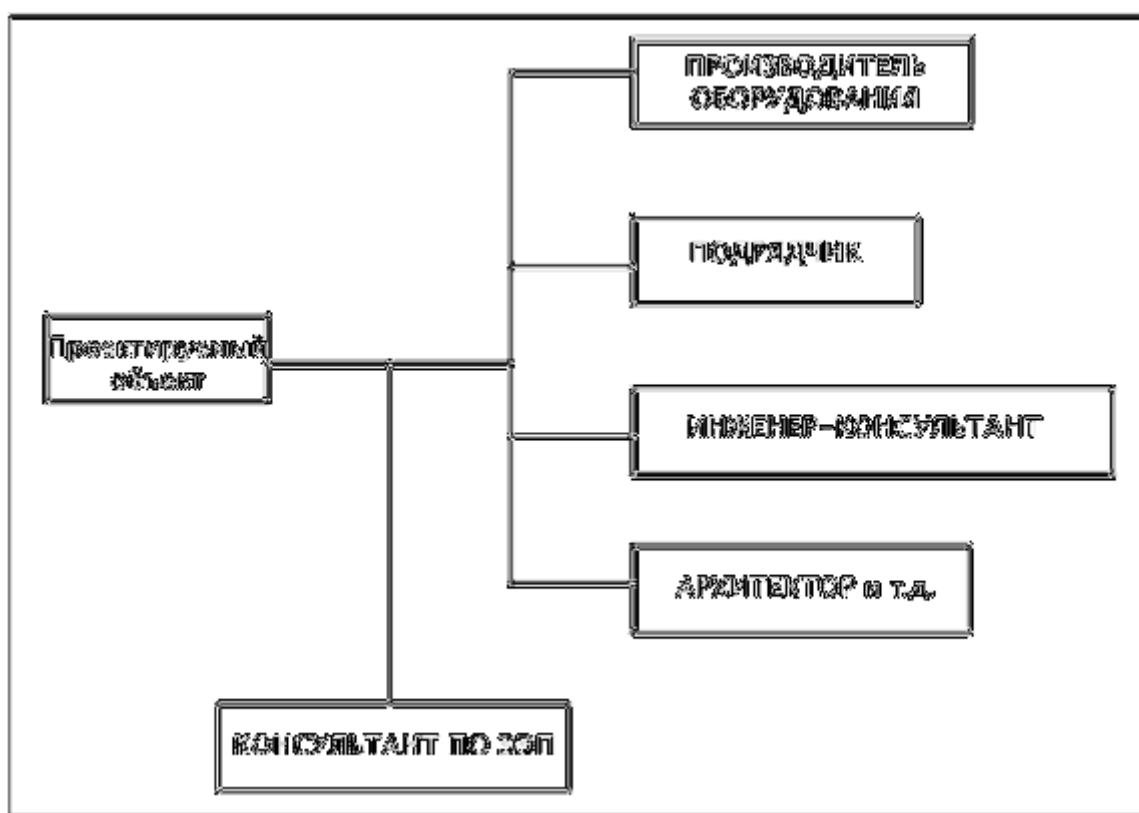 ПРОИЗВОДИТЕЛЬ
ОБОРУДОВАНИЯ
ПОДРЯДЧИК
Проектируемый
объект
ИНЖЕНЕР-КОНСУЛЬТАНТ
АРХИТЕКТОР и т.д.
КОНСУЛЬТАНТ ПО